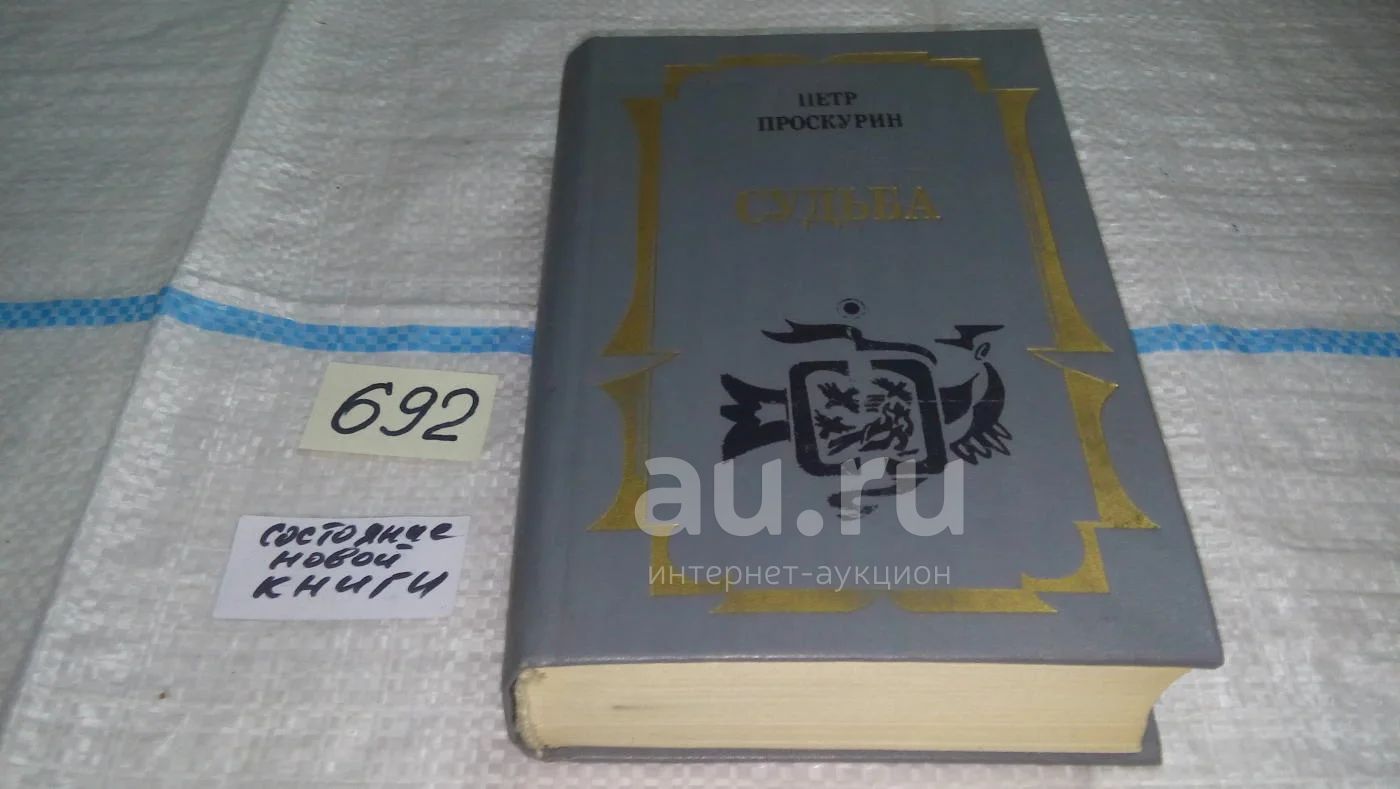 ПЕТР
ПРОСКУРИН
СУДЬБА
692
состояние
новой
книги
au.ru
интернет-аукцион